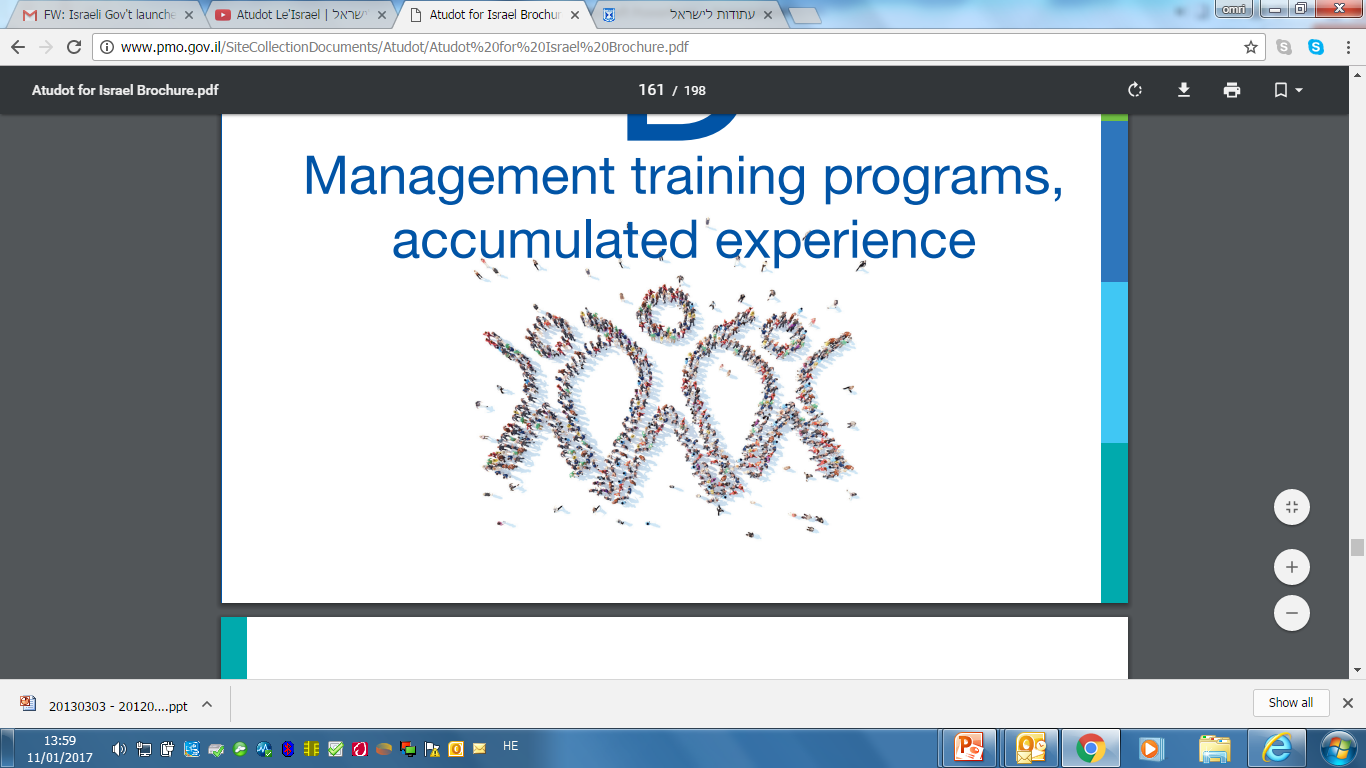 omri
FW: Israeli Gov't launche
Atudot Le'Israel | ישראל
Atudot for Israel Brochur
עתודות לישראל
www.pmo.gov.il/SiteCollectionDocuments/Atudot/Atudot%20for%20Israel%20Brochure.pdf
Atudot for Israel Brochure.pdf
161 / 198
Management training programs,
accumulated experience
20130303 - 20120....ppt
Show all
13:59
11/01/2017
HE